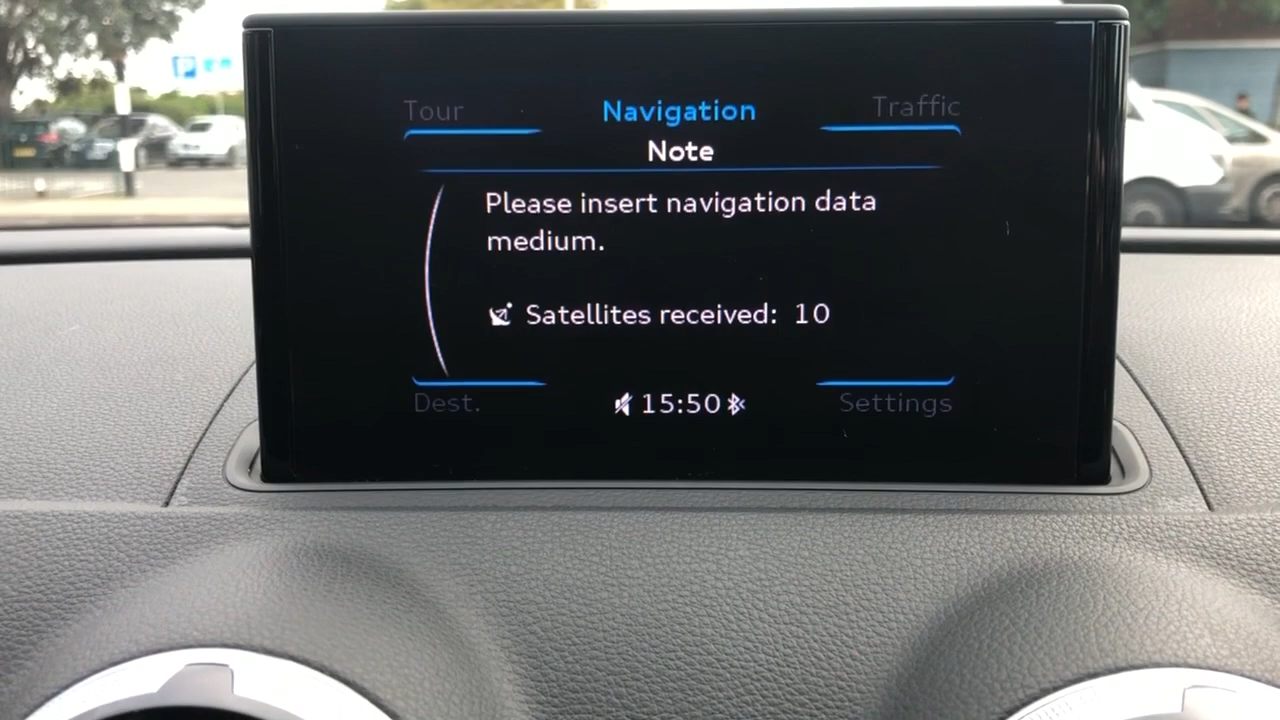 Tour Navigation Traffic
Note
Please insert navigation data
medium.
Satellites received: 10
Dest. 15:50 Settings
P